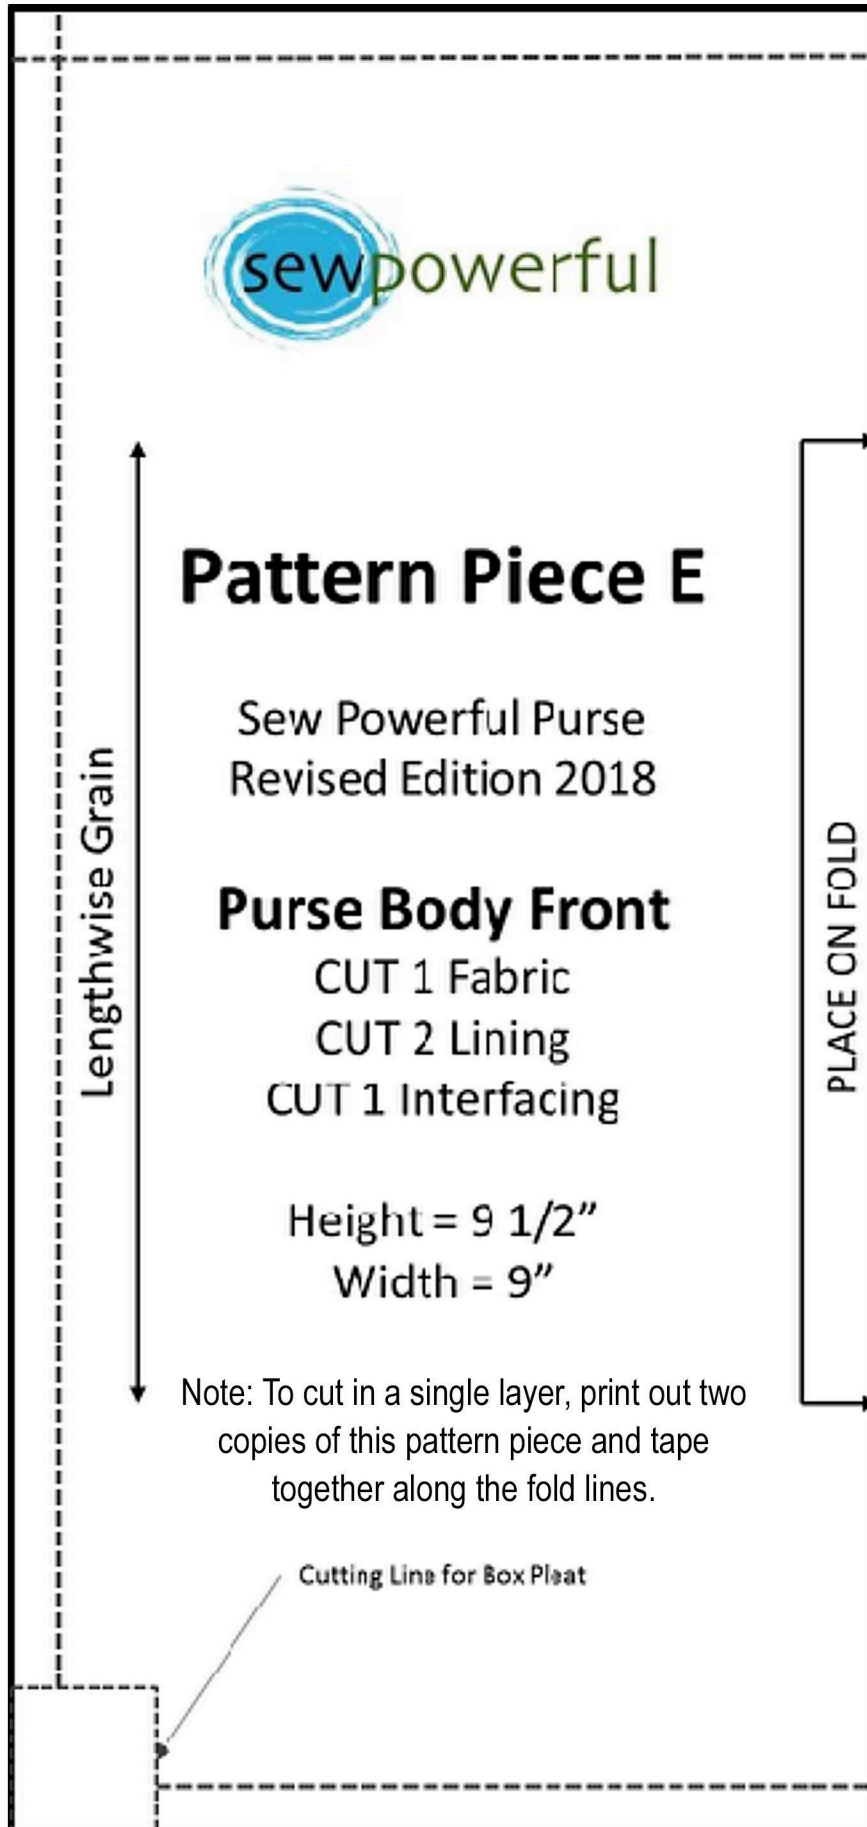 sewpowerful
Pattern Piece E
Sew Powerful Purse
Revised Edition 2018
Lengthwise Grain
PLACE ON FOLD
Purse Body Front
CUT 1 Fabric
CUT 2 Lining
CUT 1 Interfacing
Height = 9 1/2”
Width = 9”
Note: To cut in a single layer, print out two
copies of this pattern piece and tape
together along the fold lines.
Cutting Line for Box Pleat